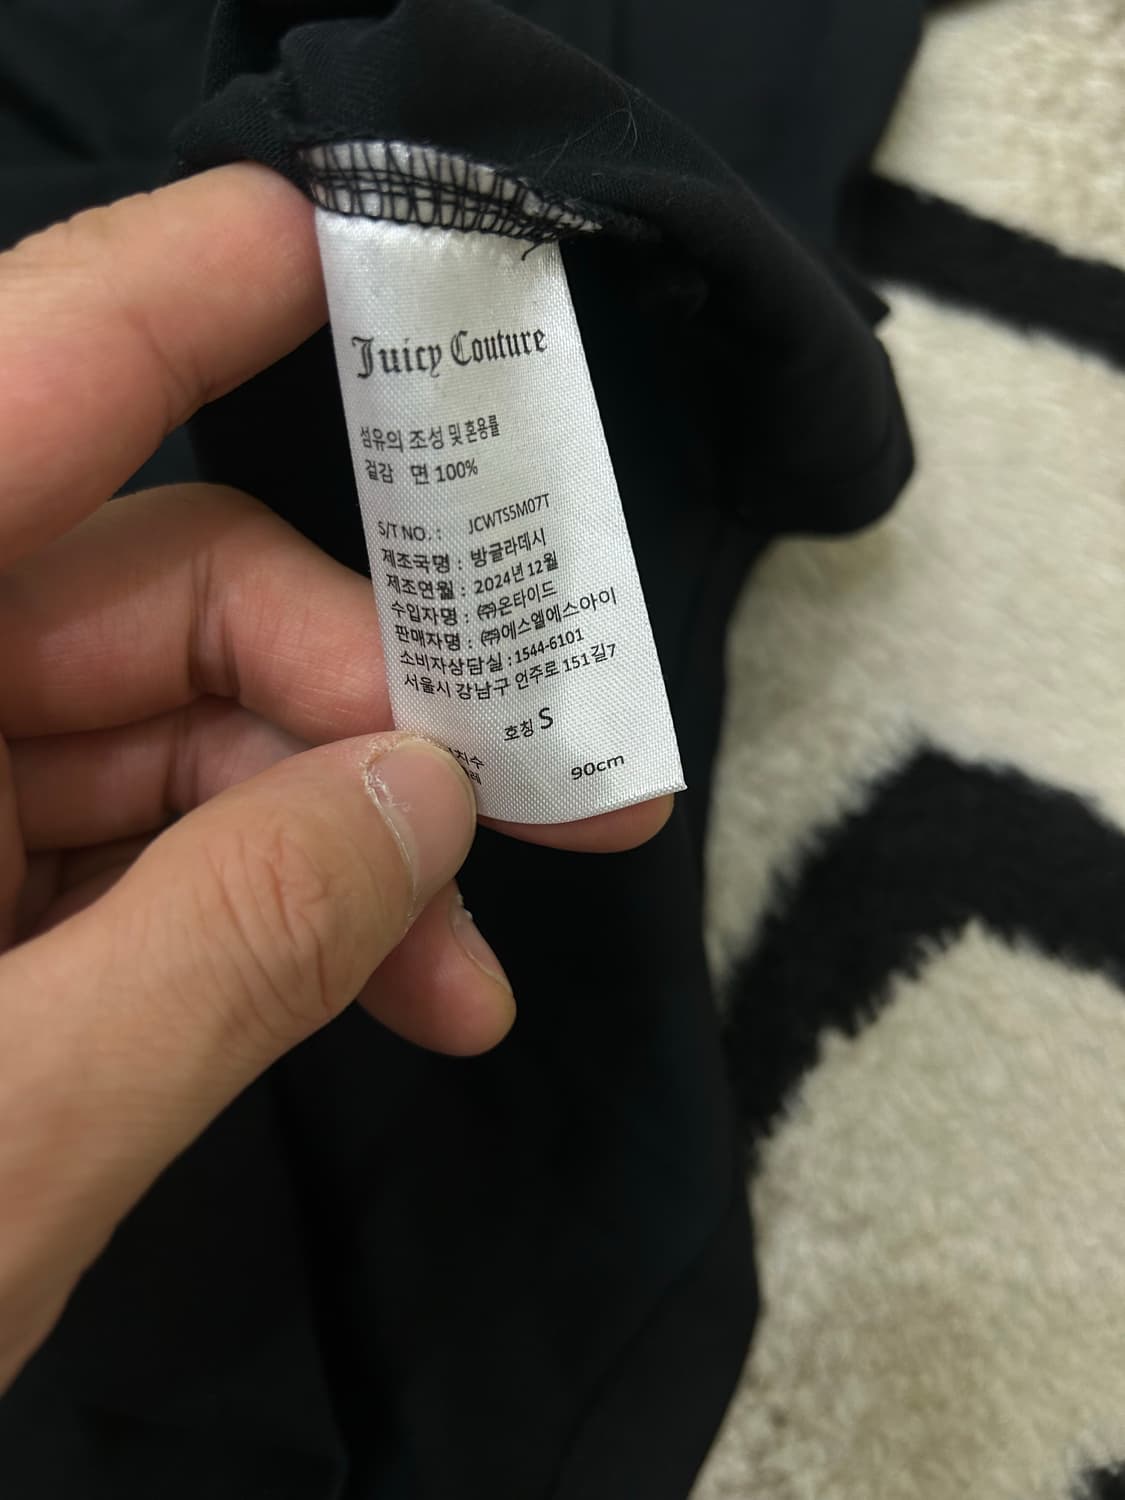 Juicy Couture
섬유의 조성 및 혼용률
겉감 면 100%
S/T NO. : JCWTS5M07T
제조국명 : 방글라데시
제조연월 : 2024년 12월
수입자명 : ㈜온타이드
판매자명 : ㈜에스엘에스아이
소비자상담실 : 1544-6101
서울시 강남구 언주로 151길7
호칭 S
90cm